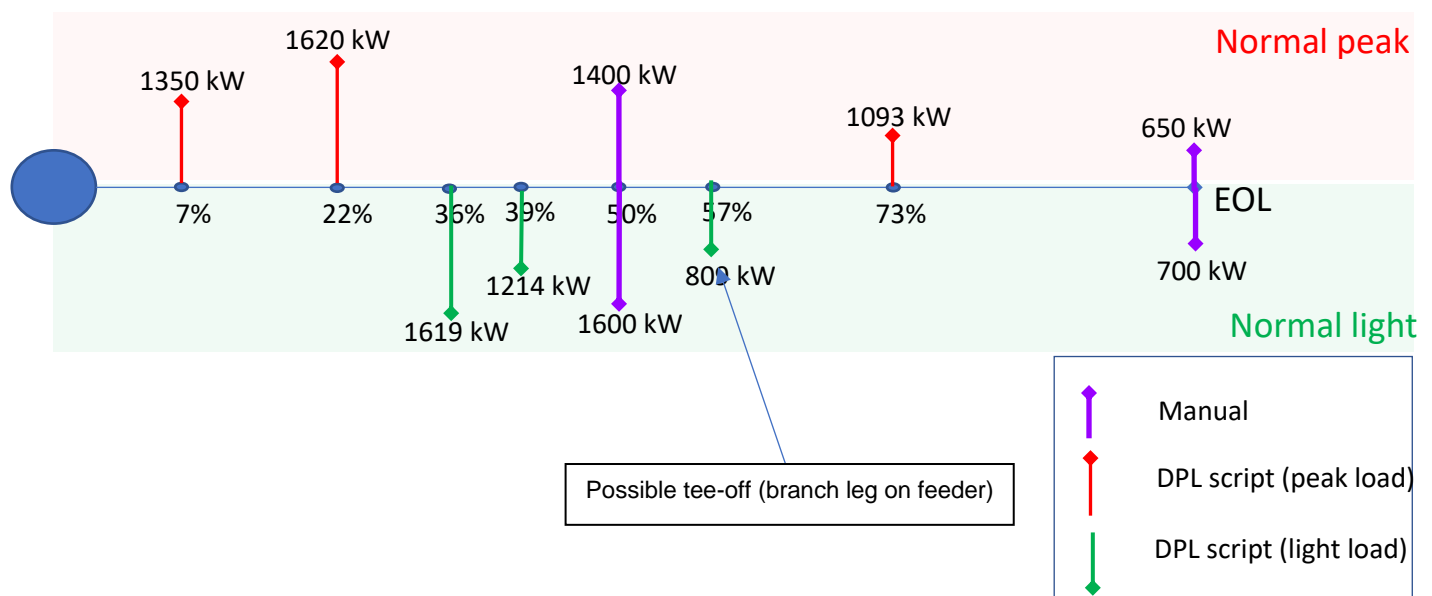 Normal peak
1620 kW
1350 kW
1400 kW
1093 kW
650 kW
7%
22%
36%
39%
50%
57%
73%
EOL
809 kW
700 kW
1214 kW
1619 kW
1600 kW
Normal light
Possible tee-off (branch leg on feeder)
Manual
DPL script (peak load)
DPL script (light load)